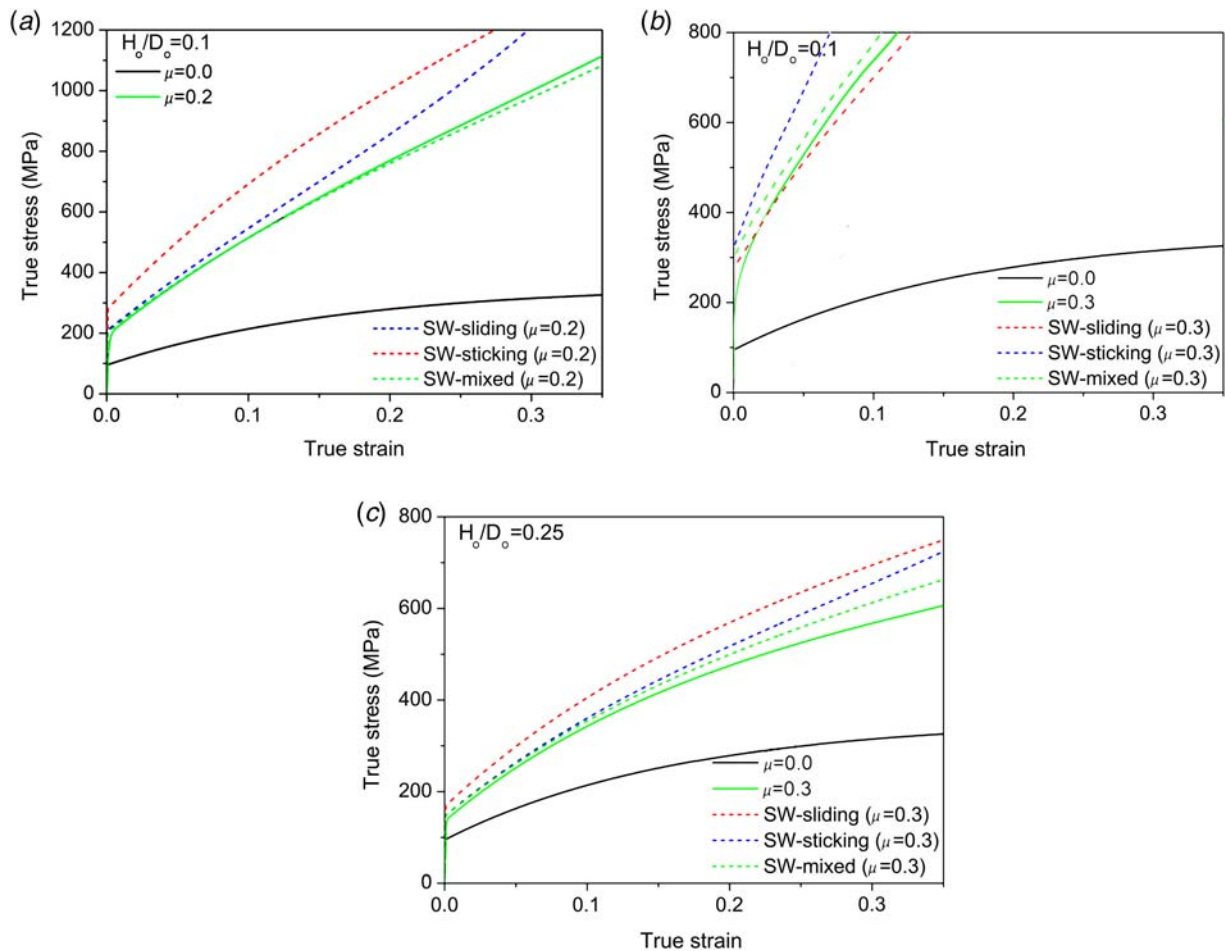 (a)
1200
1000
800
600
400
200
0
True stress (MPa)
Ho/Do=0.1
μ=0.0
μ=0.2
SW-sliding (μ=0.2)
SW-sticking (μ=0.2)
SW-mixed (μ=0.2)
0.0 0.1 0.2 0.3
True strain
(b)
800
600
400
200
0
True stress (MPa)
Ho/Do=0.1
μ=0.0
μ=0.3
SW-sliding (μ=0.3)
SW-sticking (μ=0.3)
SW-mixed (μ=0.3)
0.0 0.1 0.2 0.3
True strain
(c)
800
600
400
200
0
True stress (MPa)
Ho/Do=0.25
μ=0.0
μ=0.3
SW-sliding (μ=0.3)
SW-sticking (μ=0.3)
SW-mixed (μ=0.3)
0.0 0.1 0.2 0.3
True strain